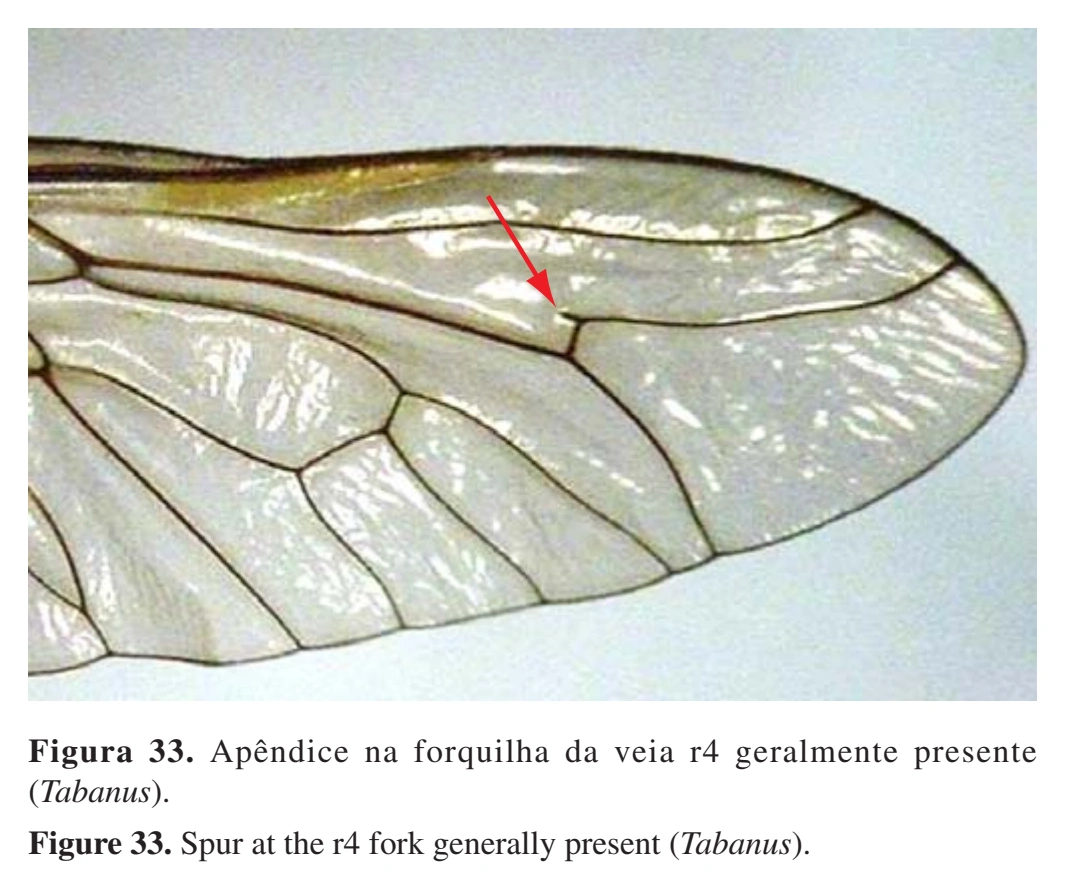 Figura 33. Apêndice na forquilha da veia r4 geralmente presente
(Tabanus).
Figure 33. Spur at the r4 fork generally present (Tabanus).